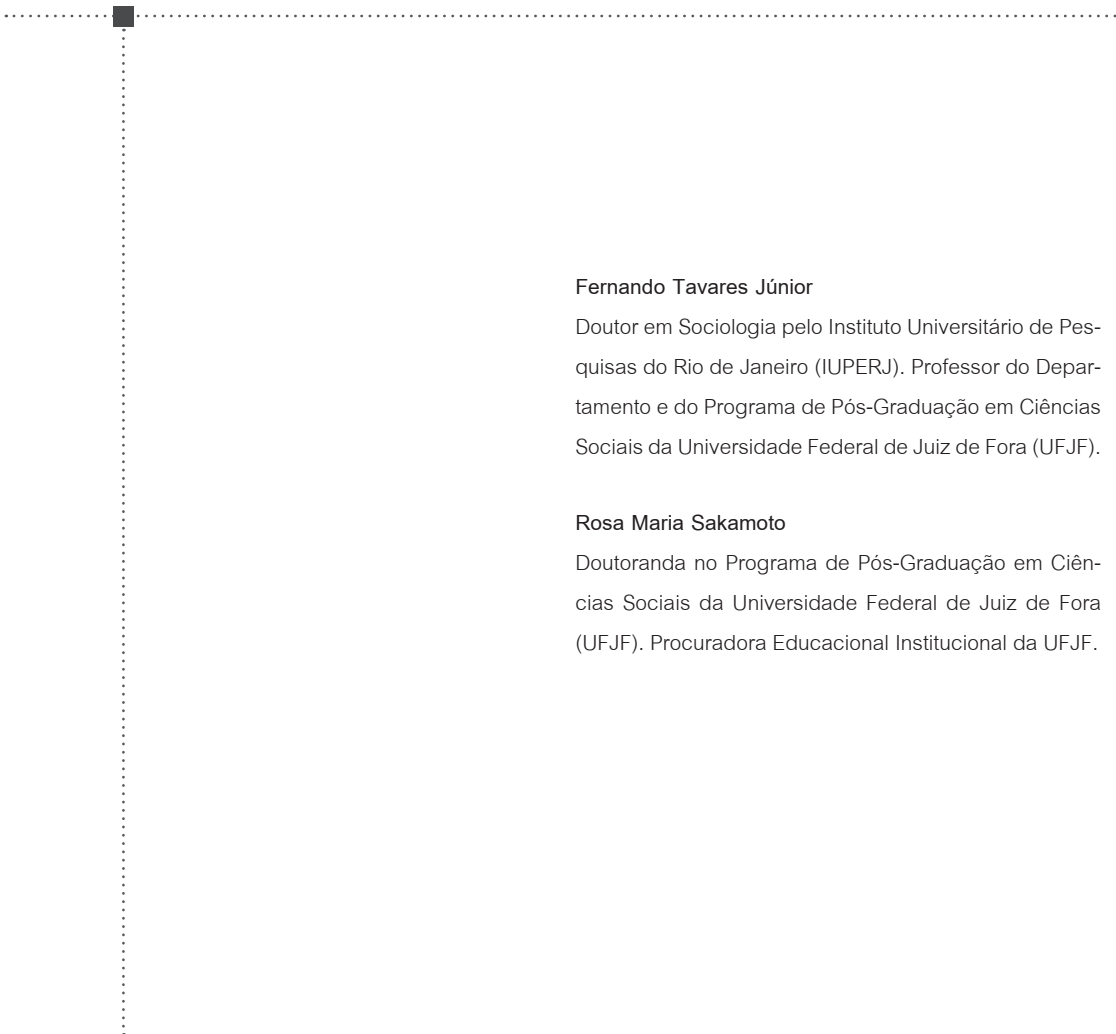 Fernando Tavares Júnior
Doutor em Sociologia pelo Instituto Universitário de Pes-
quisas do Rio de Janeiro (IUPERJ). Professor do Depar-
tamento e do Programa de Pós-Graduação em Ciências
Sociais da Universidade Federal de Juiz de Fora (UFJF).
Rosa Maria Sakamoto
Doutoranda no Programa de Pós-Graduação em Ciên-
cias Sociais da Universidade Federal de Juiz de Fora
(UFJF). Procuradora Educacional Institucional da UFJF.